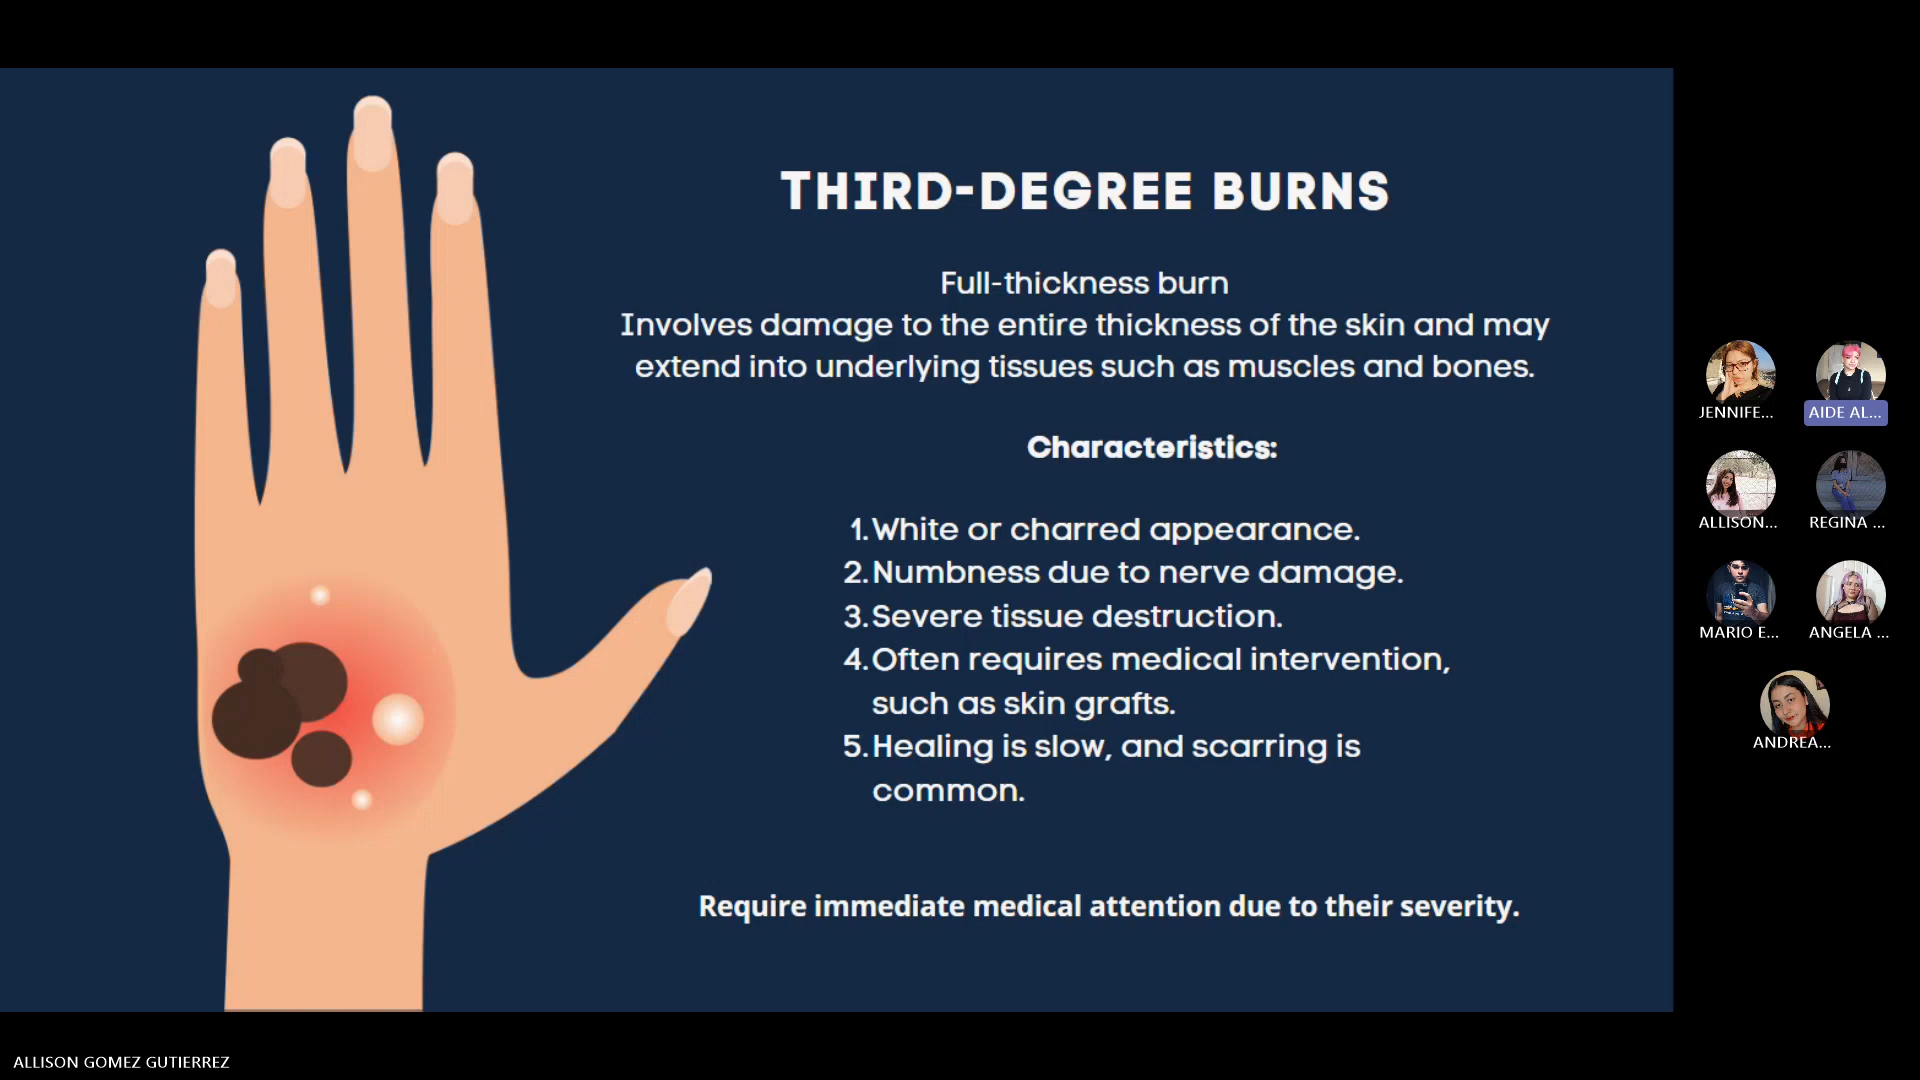 THIRD-DEGREE BURNS
Full-thickness burn
Involves damage to the entire thickness of the skin and may
extend into underlying tissues such as muscles and bones.
Characteristics:
1. White or charred appearance.
2. Numbness due to nerve damage.
3. Severe tissue destruction.
4. Often requires medical intervention,
such as skin grafts.
5. Healing is slow, and scarring is
common.
Require immediate medical attention due to their severity.
JENNIFE...
AIDE AL...
ALLISON...
REGINA ...
MARIO E...
ANGELA ...
ANDREA...
ALLISON GOMEZ GUTIERREZ